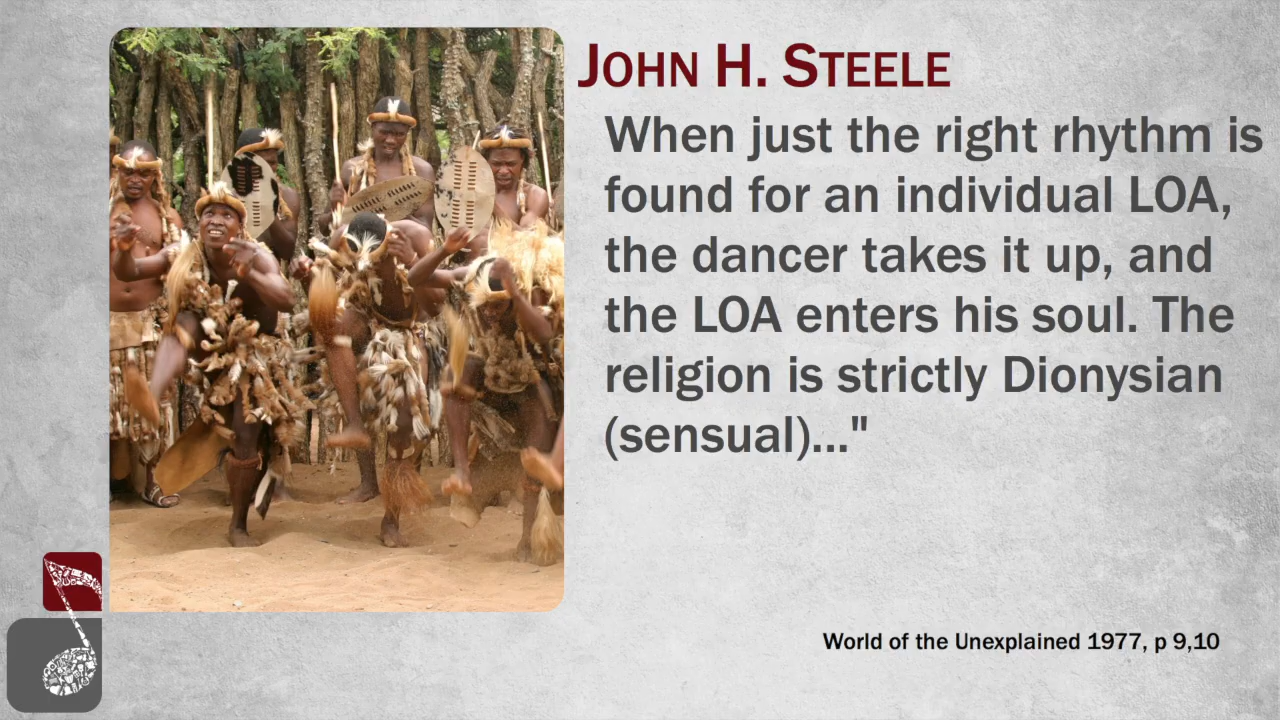 JOHN H. STEELE
When just the right rhythm is
found for an individual LOA,
the dancer takes it up, and
the LOA enters his soul. The
religion is strictly Dionysian
(sensual)..."
World of the Unexplained 1977, p 9,10